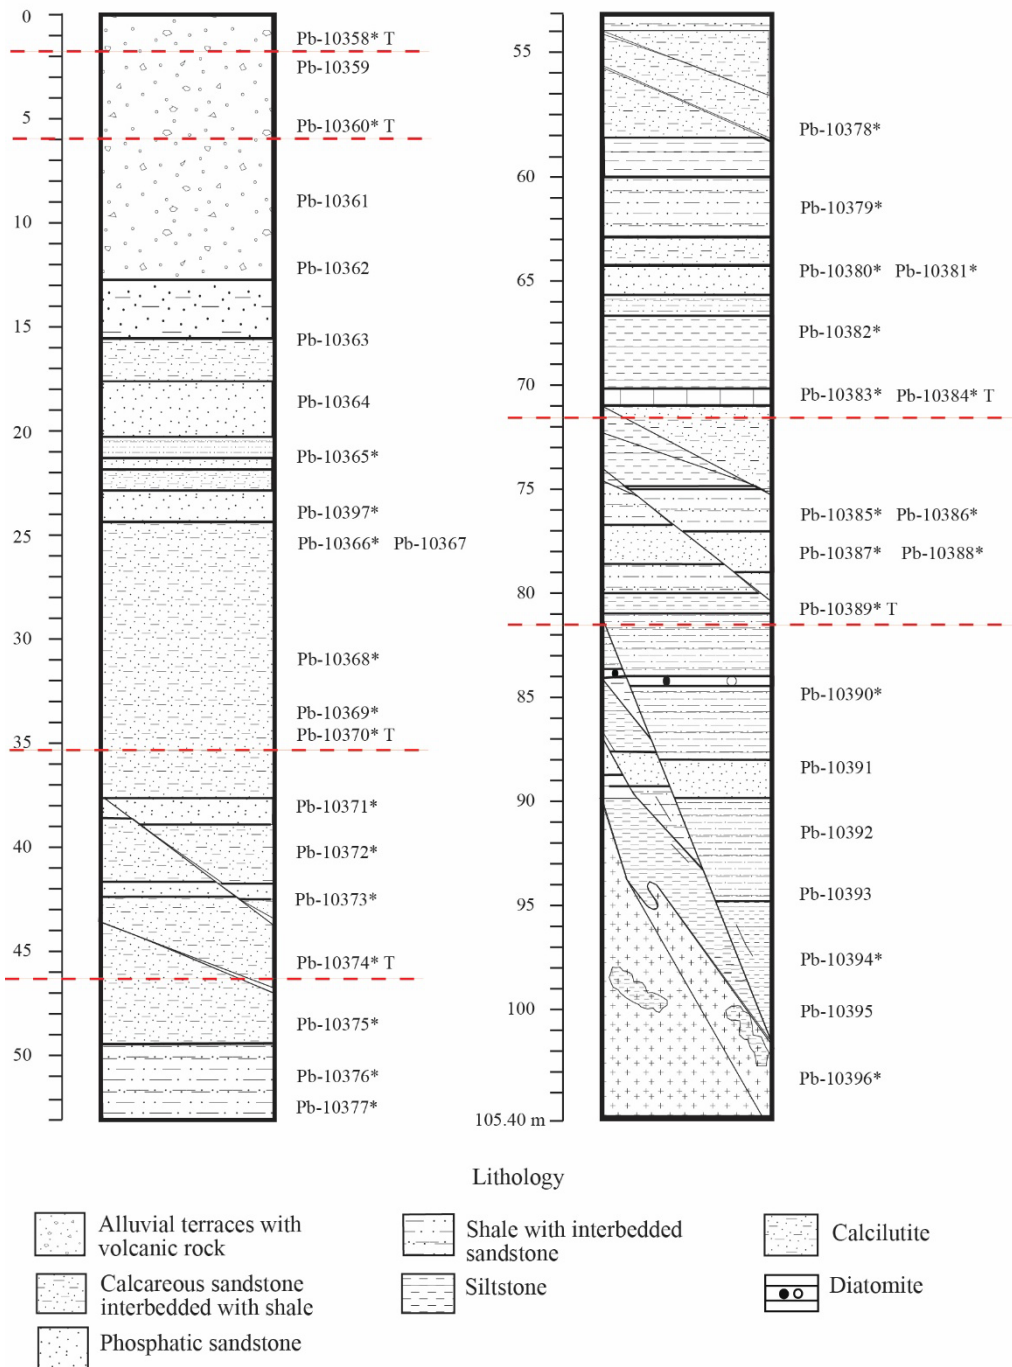 0
Pb-10358* T
Pb-10359
5
Pb-10360* T
Pb-10361
10
Pb-10362
15
Pb-10363
Pb-10364
20
Pb-10365*
Pb-10397*
25
Pb-10366* Pb-10367
30
Pb-10368*
Pb-10369*
Pb-10370* T
35
Pb-10371*
40
Pb-10372*
Pb-10373*
45
Pb-10374* T
Pb-10375*
50
Pb-10376*
Pb-10377*
55
Pb-10378*
60
Pb-10379*
Pb-10380* Pb-10381*
65
Pb-10382*
70
Pb-10383* Pb-10384* T
75
Pb-10385* Pb-10386*
Pb-10387* Pb-10388*
80
Pb-10389* T
85
Pb-10390*
Pb-10391
90
Pb-10392
Pb-10393
95
Pb-10394*
100
Pb-10395
Pb-10396*
105.40 m
Lithology
Alluvial terraces with
volcanic rock
Calcareous sandstone
interbedded with shale
Phosphatic sandstone
Shale with interbedded
sandstone
Siltstone
Calcilutite
Diatomite